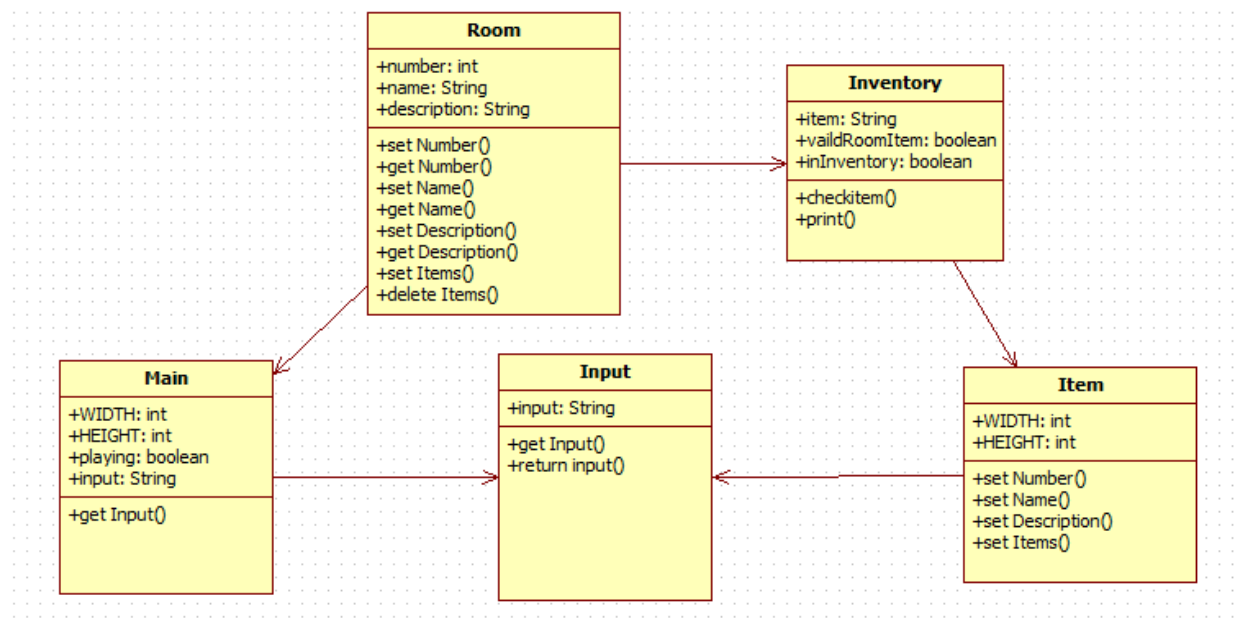 Room
+number: int
+name: String
+description: String
+set Number()
+get Number()
+set Name()
+get Name()
+set Description()
+get Description()
+set Items()
+delete Items()
Inventory
+item: String
+vaildRoomItem: boolean
+inInventory: boolean
+checkitem()
+print()
Main
+WIDTH: int
+HEIGHT: int
+playing: boolean
+input: String
+get Input()
Input
+input: String
+get Input()
+return input()
Item
+WIDTH: int
+HEIGHT: int
+set Number()
+set Name()
+set Description()
+set Items()